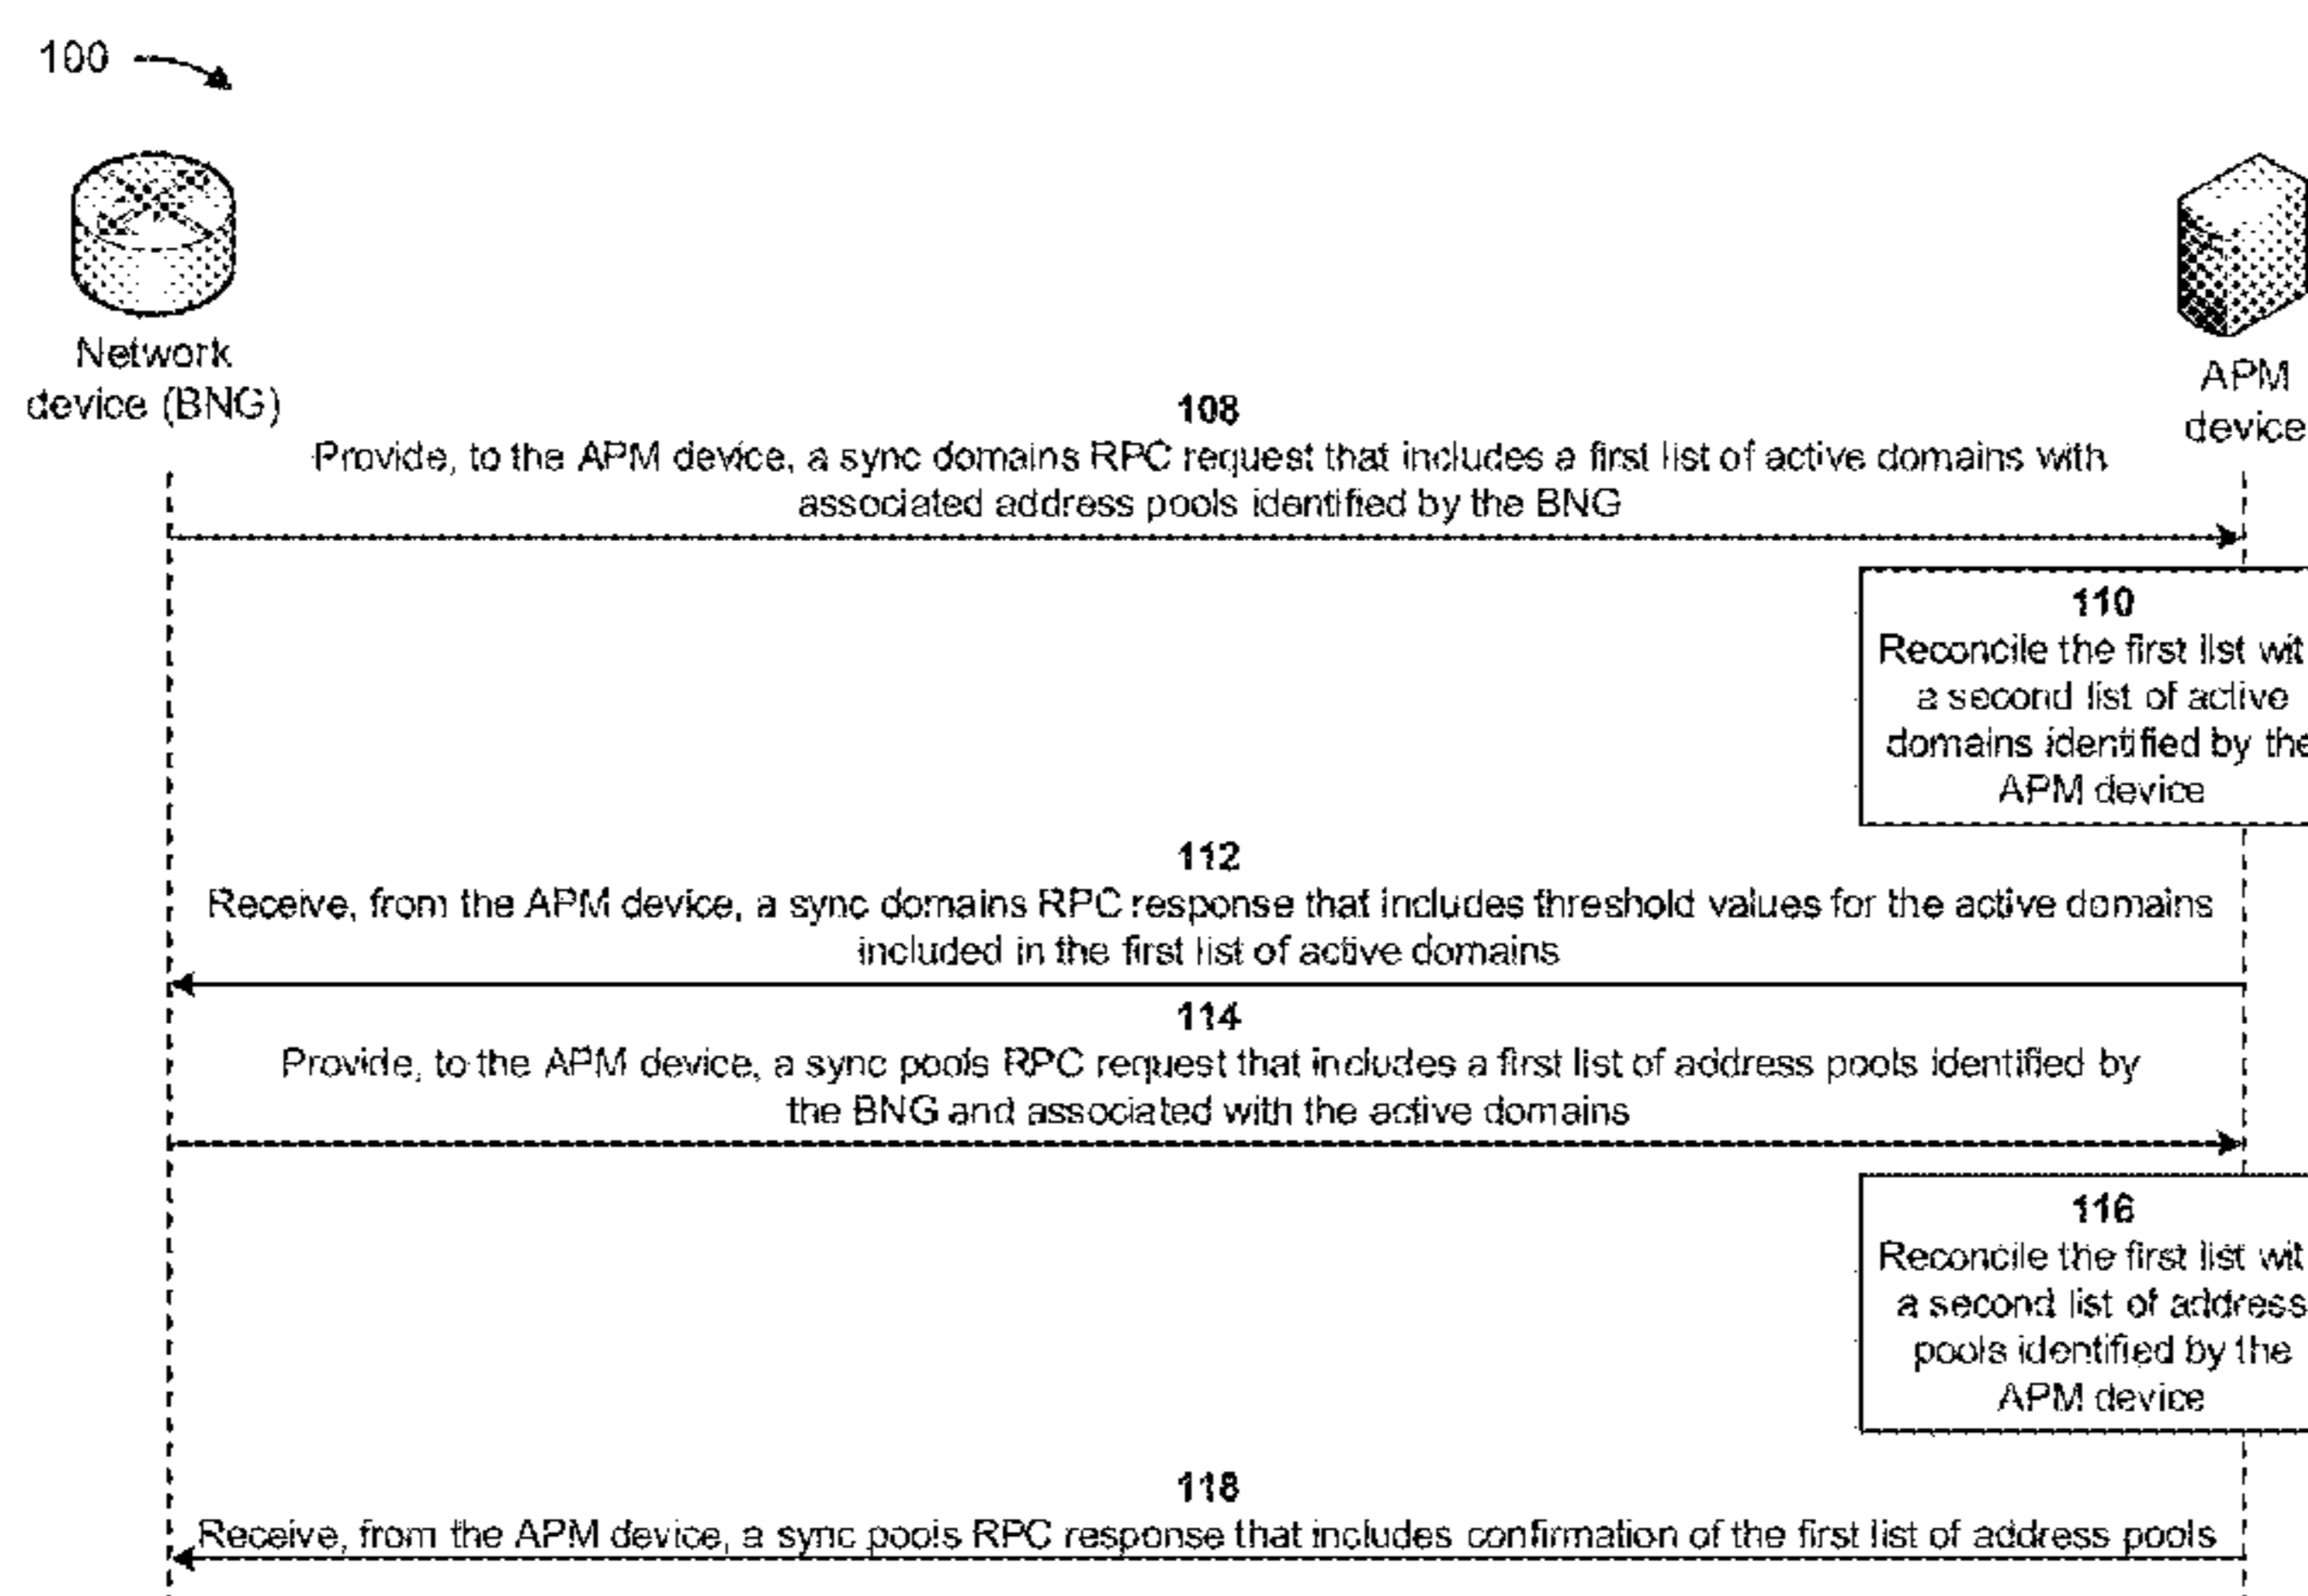 100
Network
device (BNG)
APM
device
108
Provide, to the APM device, a sync domains RPC request that includes a first list of active domains with
associated address pools identified by the BNG
110
Reconcile the first list wit
a second list of active
domains identified by the
APM device
112
Receive, from the APM device, a sync domains RPC response that includes threshold values for the active domains
included in the first list of active domains
114
Provide, to the APM device, a sync pools RPC request that includes a first list of address pools identified by
the BNG and associated with the active domains
116
Reconcile the first list wit
a second list of address
pools identified by the
APM device
118
Receive, from the APM device, a sync pools RPC response that includes confirmation of the first list of address pools